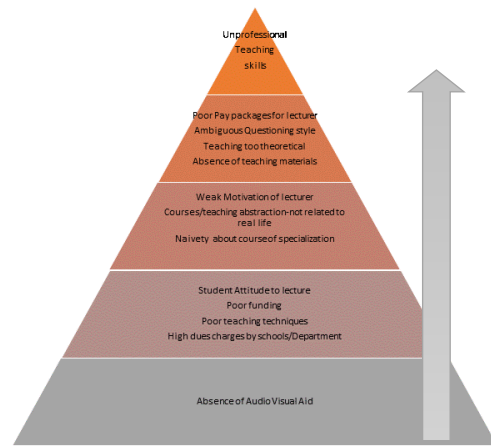 Unprofessional
Teaching
skills
Poor Pay packages for lecturer
Ambiguous Questioning style
Teaching too theoretical
Absence of teaching materials
Weak Motivation of lecturer
Courses/teaching abstraction-not related to
real life
Naivety about course of specialization
Student Attitude to lecture
Poor funding
Poor teaching techniques
High dues charges by schools/Department
Absence of Audio Visual Aid